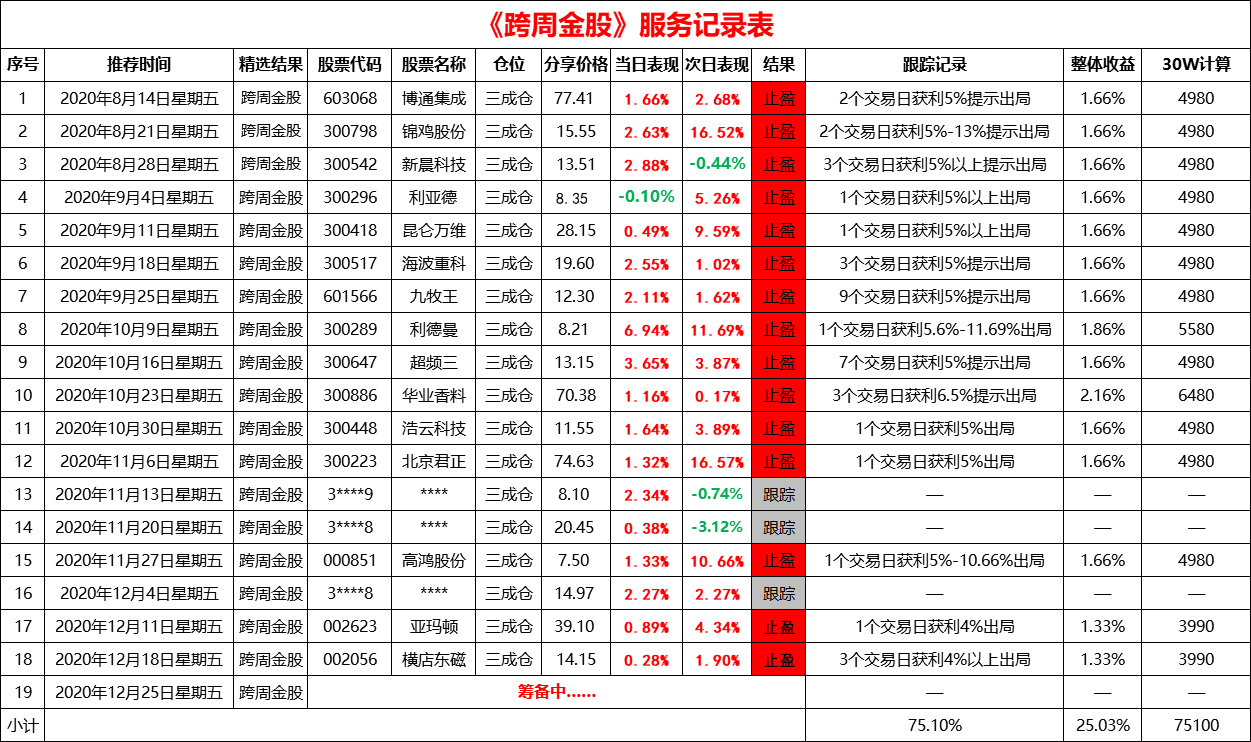 《跨周金股》服务记录表
序号 推荐时间 精选结果 股票代码 股票名称 仓位 分享价格 当日表现 次日表现 结果 跟踪记录 整体收益 30W计算
1 2020年8月14日星期五 跨周金股 603068 博通集成 三成仓 77.41 1.66% 2.68% 止盈 2个交易日获利5%提示出局 1.66% 4980
2 2020年8月21日星期五 跨周金股 300798 锦鸡股份 三成仓 15.55 2.63% 16.52% 止盈 2个交易日获利5%-13%提示出局 1.66% 4980
3 2020年8月28日星期五 跨周金股 300542 新晨科技 三成仓 13.51 2.88% -0.44% 止盈 3个交易日获利5%以上提示出局 1.66% 4980
4 2020年9月4日星期五 跨周金股 300296 利亚德 三成仓 8.35 -0.10% 5.26% 止盈 1个交易日获利5%以上出局 1.66% 4980
5 2020年9月11日星期五 跨周金股 300418 昆仑万维 三成仓 28.15 0.49% 9.59% 止盈 1个交易日获利5%以上出局 1.66% 4980
6 2020年9月18日星期五 跨周金股 300517 海波重科 三成仓 19.60 2.55% 1.02% 止盈 3个交易日获利5%提示出局 1.66% 4980
7 2020年9月25日星期五 跨周金股 601566 九牧王 三成仓 12.30 2.11% 1.62% 止盈 9个交易日获利5%提示出局 1.66% 4980
8 2020年10月9日星期五 跨周金股 300289 利德曼 三成仓 8.21 6.94% 11.69% 止盈 1个交易日获利5.6%-11.69%出局 1.86% 5580
9 2020年10月16日星期五 跨周金股 300647 超频三 三成仓 13.15 3.65% 3.87% 止盈 7个交易日获利5%提示出局 1.66% 4980
10 2020年10月23日星期五 跨周金股 300886 华业香料 三成仓 70.38 1.16% 0.17% 止盈 3个交易日获利6.5%提示出局 2.16% 6480
11 2020年10月30日星期五 跨周金股 300448 浩云科技 三成仓 11.55 1.64% 3.89% 止盈 1个交易日获利5%出局 1.66% 4980
12 2020年11月6日星期五 跨周金股 300223 北京君正 三成仓 74.63 1.32% 16.57% 止盈 1个交易日获利5%出局 1.66% 4980
13 2020年11月13日星期五 跨周金股 3****9 **** 三成仓 8.10 2.34% -0.74% 跟踪 — — —
14 2020年11月20日星期五 跨周金股 3****8 **** 三成仓 20.45 0.38% -3.12% 跟踪 — — —
15 2020年11月27日星期五 跨周金股 000851 高鸿股份 三成仓 7.50 1.33% 10.66% 止盈 1个交易日获利5%-10.66%出局 1.66% 4980
16 2020年12月4日星期五 跨周金股 3****8 **** 三成仓 14.97 2.27% 2.27% 跟踪 — — —
17 2020年12月11日星期五 跨周金股 002623 亚玛顿 三成仓 39.10 0.89% 4.34% 止盈 1个交易日获利4%出局 1.33% 3990
18 2020年12月18日星期五 跨周金股 002056 横店东磁 三成仓 14.15 0.28% 1.90% 止盈 3个交易日获利4%以上出局 1.33% 3990
19 2020年12月25日星期五 跨周金股 筹备中...... — — —
小计 75.10% 25.03% 75100